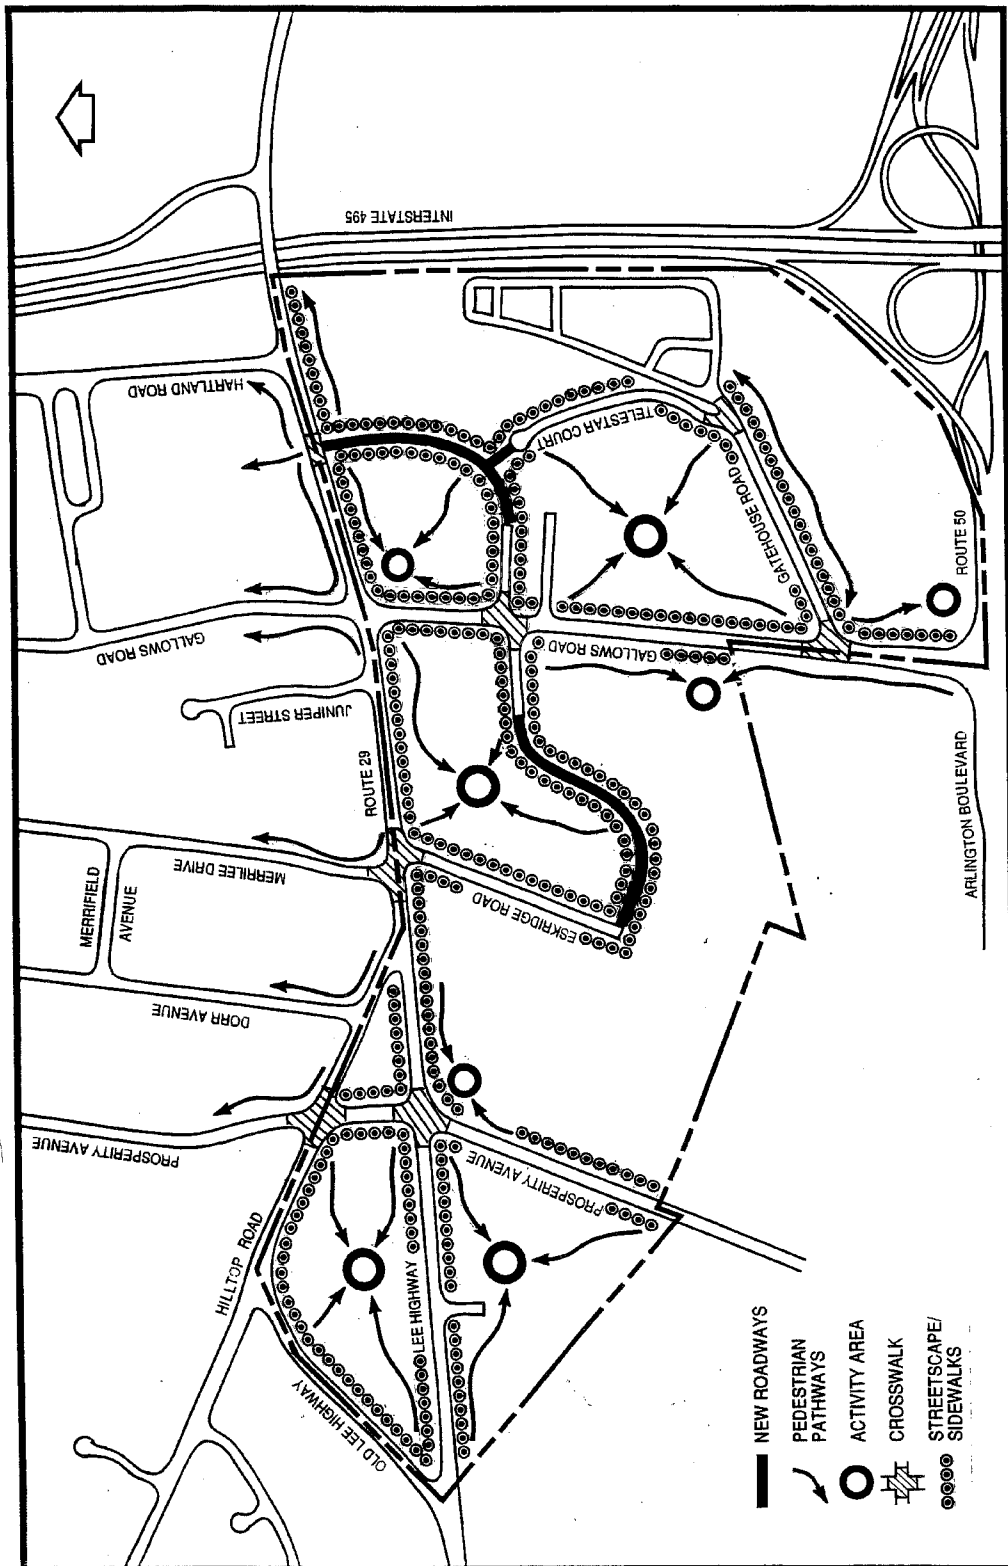 INTERSTATE 495
HARTLAND ROAD
GALLOWS ROAD
JUNIPER STREET
ROUTE 29
MERRILEE DRIVE
MERRIFIELD
AVENUE
DORR AVENUE
PROSPERITY AVENUE
HILLTOP ROAD
OLD LEE HIGHWAY
LEE HIGHWAY
PROSPERITY AVENUE
ESKRIDGE ROAD
GALLOWS ROAD
TELESTAR COURT
GATEHOUSE ROAD
ROUTE 50
ARLINGTON BOULEVARD
NEW ROADWAYS
PEDESTRIAN
PATHWAYS
ACTIVITY AREA
CROSSWALK
STREETSCAPE/
SIDEWALKS